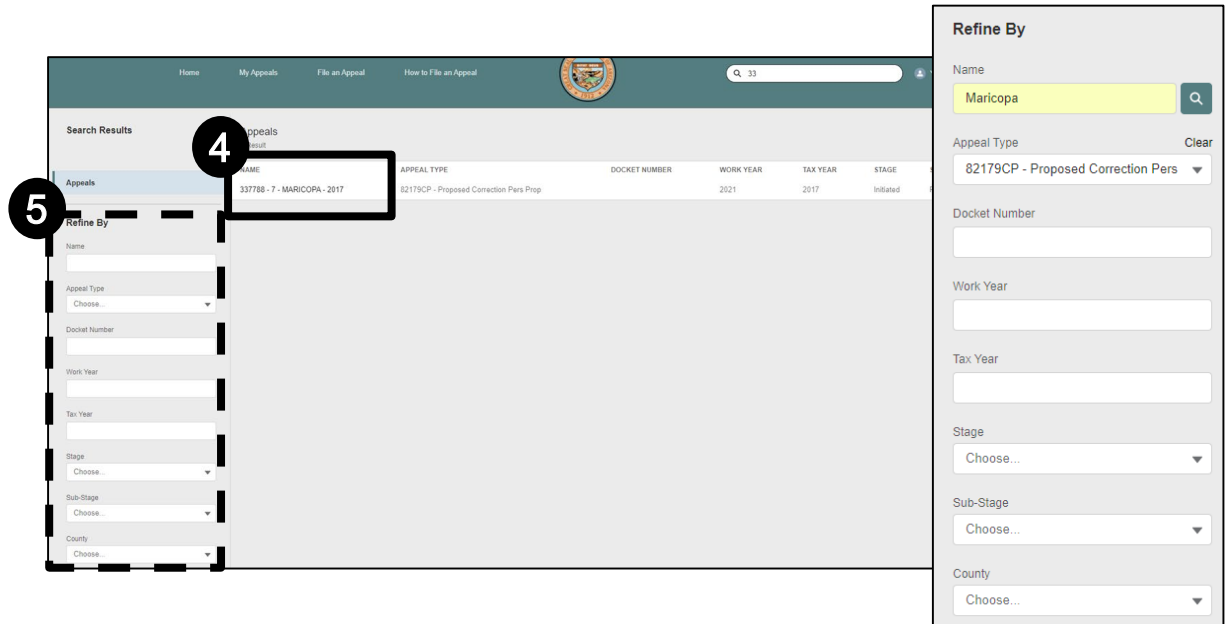 Home My Appeals File an Appeal How to File an Appeal 33
Search Results
4
Appeals
Result
NAME APPEAL TYPE DOCKET NUMBER WORK YEAR TAX YEAR STAGE
337788 - 7 - MARICOPA - 2017 82179CP - Proposed Correction Pers Prop 2021 2017 Initiated
Appeals
5
Refine By
Name
Appeal Type
Choose...
Docket Number
Work Year
Tax Year
Stage
Choose...
Sub-Stage
Choose...
County
Choose...
Refine By
Name
Maricopa
Appeal Type Clear
82179CP - Proposed Correction Pers
Docket Number
Work Year
Tax Year
Stage
Choose...
Sub-Stage
Choose...
County
Choose...